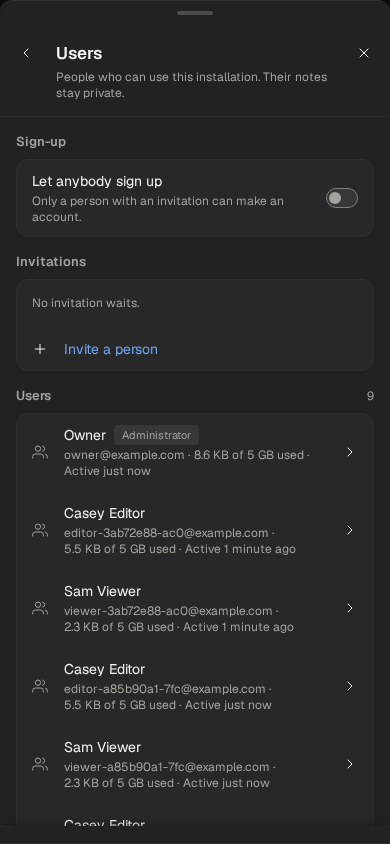 Users
People who can use this installation. Their notes
stay private.
Sign-up
Let anybody sign up
Only a person with an invitation can make an
account.
Invitations
No invitation waits.
Invite a person
Users 9
Owner Administrator
owner@example.com · 8.6 KB of 5 GB used ·
Active just now
Casey Editor
editor-3ab72e88-ac0@example.com ·
5.5 KB of 5 GB used · Active 1 minute ago
Sam Viewer
viewer-3ab72e88-ac0@example.com ·
2.3 KB of 5 GB used · Active 1 minute ago
Casey Editor
editor-a85b90a1-7fc@example.com ·
5.5 KB of 5 GB used · Active just now
Sam Viewer
viewer-a85b90a1-7fc@example.com ·
2.3 KB of 5 GB used · Active just now
Casey Editor